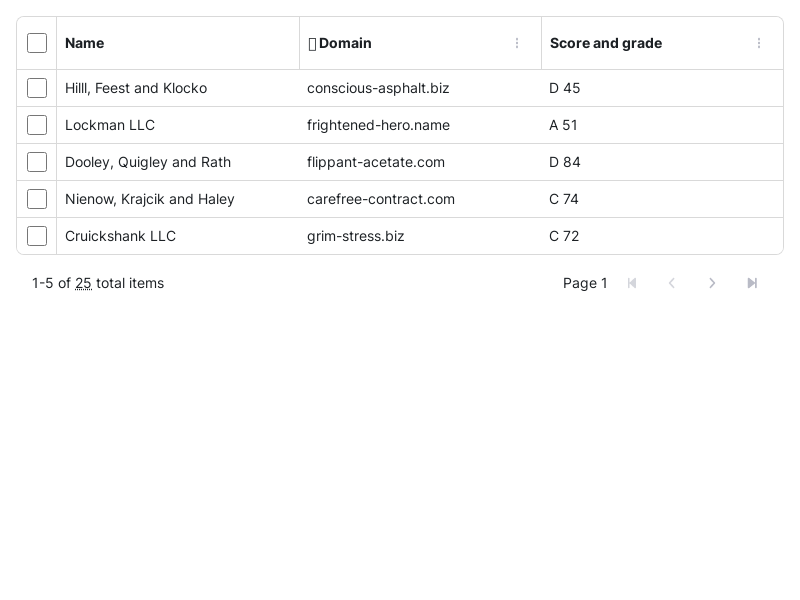 Name Domain Score and grade
Hilll, Feest and Klocko conscious-asphalt.biz D 45
Lockman LLC frightened-hero.name A 51
Dooley, Quigley and Rath flippant-acetate.com D 84
Nienow, Krajcik and Haley carefree-contract.com C 74
Cruickshank LLC grim-stress.biz C 72
1-5 of 25 total items Page 1